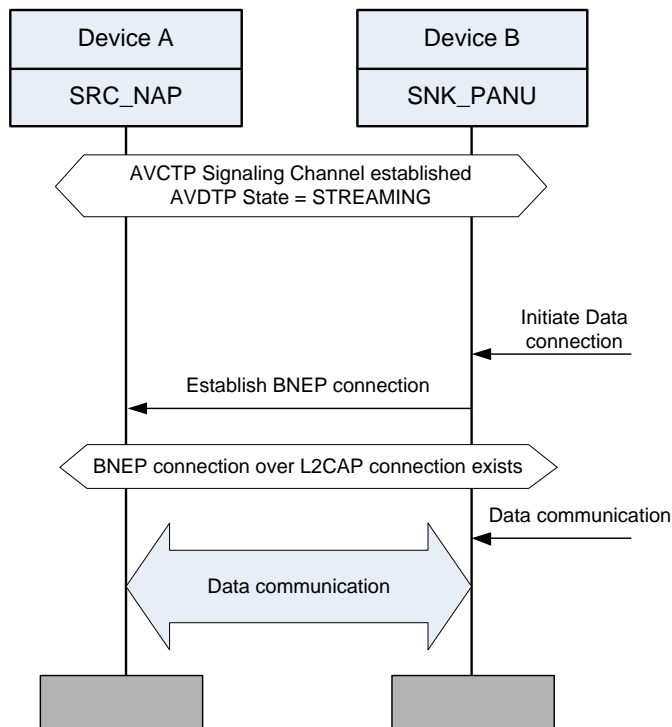 Device A
Device B
SRC_NAP
SNK_PANU
AVCTP Signaling Channel established
AVDTP State = STREAMING
Initiate Data
connection
Establish BNEP connection
BNEP connection over L2CAP connection exists
Data communication
Data communication